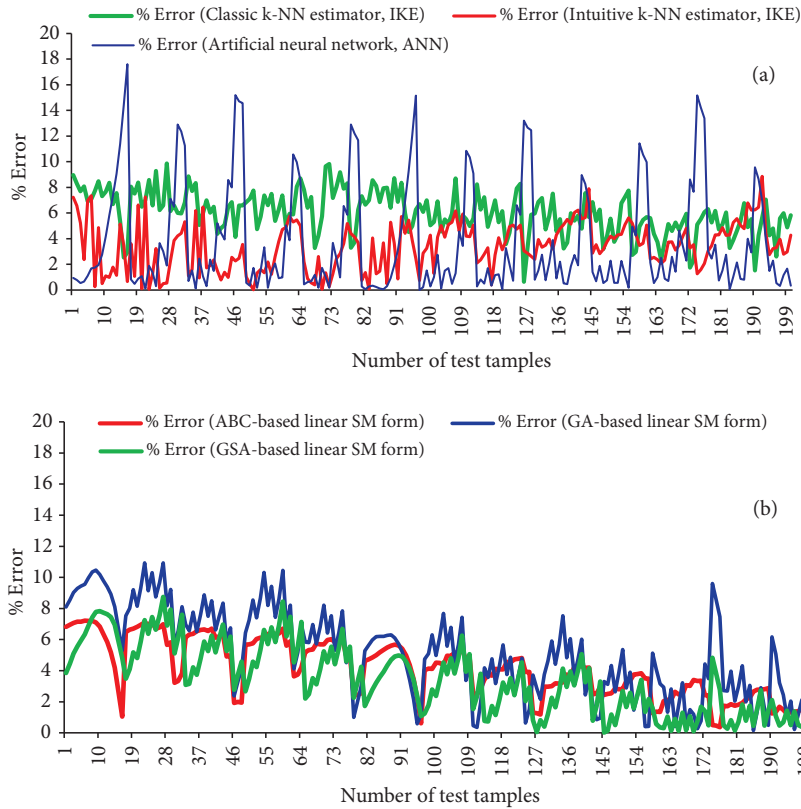 % Error (Classic k-NN estimator, IKE) % Error (Intuitive k-NN estimator, IKE)
% Error (Artificial neural network, ANN)
(a)
% Error
20
18
16
14
12
10
8
6
4
2
0
1 10 19 28 37 46 55 64 73 82 91 100 109 118 127 136 145 154 163 172 181 190 199
Number of test tamples
% Error (ABC-based linear SM form) % Error (GA-based linear SM form)
% Error (GSA-based linear SM form)
(b)
% Error
20
18
16
14
12
10
8
6
4
2
0
1 10 19 28 37 46 55 64 73 82 91 100 109 118 127 136 145 154 163 172 181 190
Number of test tamples